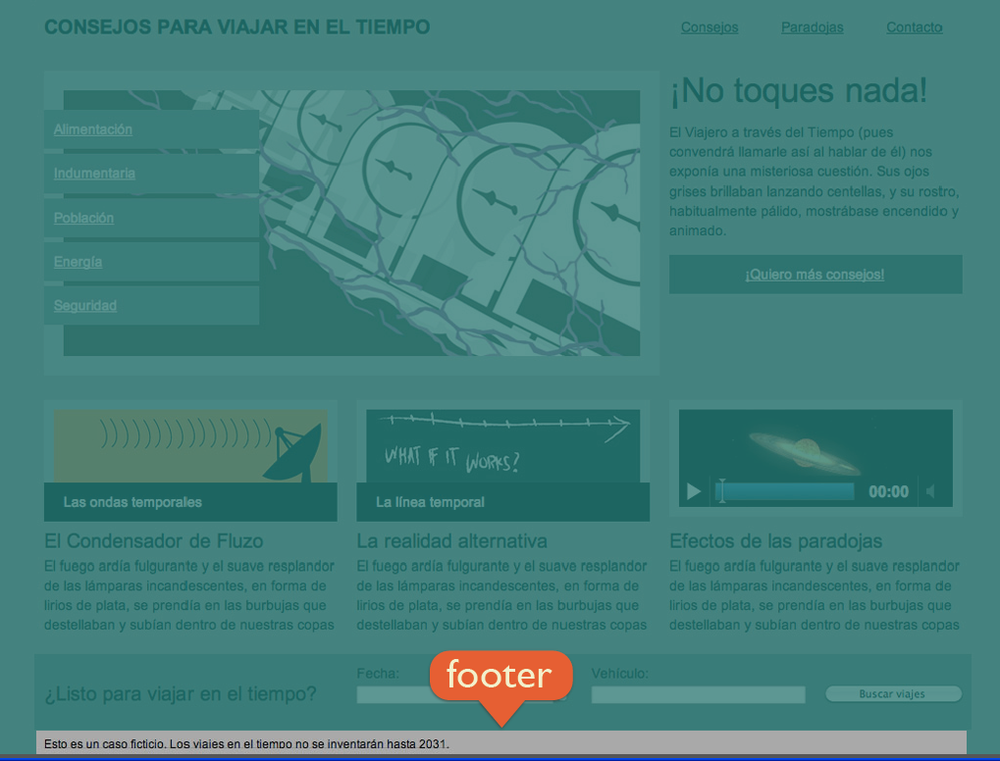 CONSEJOS PARA VIAJAR EN EL TIEMPO
Consejos Paradojas Contacto
Alimentación
Indumentaria
Población
Energía
Seguridad
¡No toques nada!
El Viajero a través del Tiempo (pues
convendrá llamarle así al hablar de él) nos
exponía una misteriosa cuestión. Sus ojos
grises brillaban lanzando centellas, y su rostro,
habitualmente pálido, mostrábase encendido y
animado.
¡Quiero más consejos!
Las ondas temporales
El Condensador de Fluzo
El fuego ardía fulgurante y el suave resplandor
de las lámparas incandescentes, en forma de
lirios de plata, se prendía en las burbujas que
destellaban y subían dentro de nuestras copas
WHAT IF IT WORKS?
La línea temporal
La realidad alternativa
El fuego ardía fulgurante y el suave resplandor
de las lámparas incandescentes, en forma de
lirios de plata, se prendía en las burbujas que
destellaban y subían dentro de nuestras copas
00:00
Efectos de las paradojas
El fuego ardía fulgurante y el suave resplandor
de las lámparas incandescentes, en forma de
lirios de plata, se prendía en las burbujas que
destellaban y subían dentro de nuestras copas
¿Listo para viajar en el tiempo?
Fecha:
Vehículo:
Buscar viajes
footer
Esto es un caso ficticio. Los viajes en el tiempo no se inventarán hasta 2031.